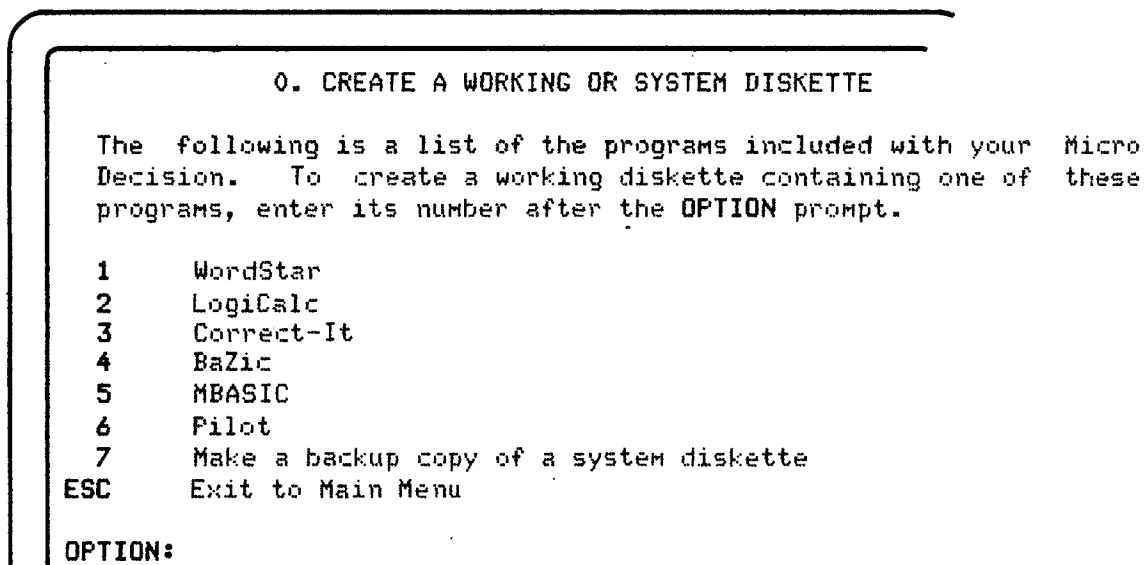 0. CREATE A WORKING OR SYSTEM DISKETTE
The following is a list of the programs included with your Micro
Decision. To create a working diskette containing one of these
programs, enter its number after the OPTION prompt.
1 WordStar
2 LogiCalc
3 Correct-It
4 BaZic
5 MBASIC
6 Pilot
7 Make a backup copy of a system diskette
ESC Exit to Main Menu
OPTION: